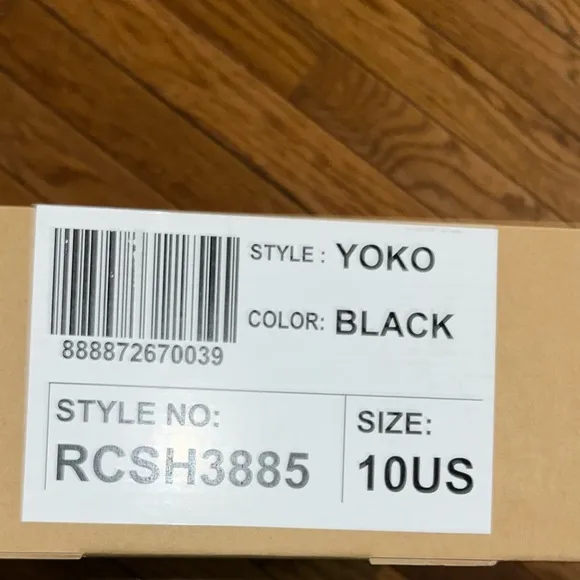 STYLE : YOKO
COLOR: BLACK
888872670039
STYLE NO:
RCSH3885
SIZE:
10US